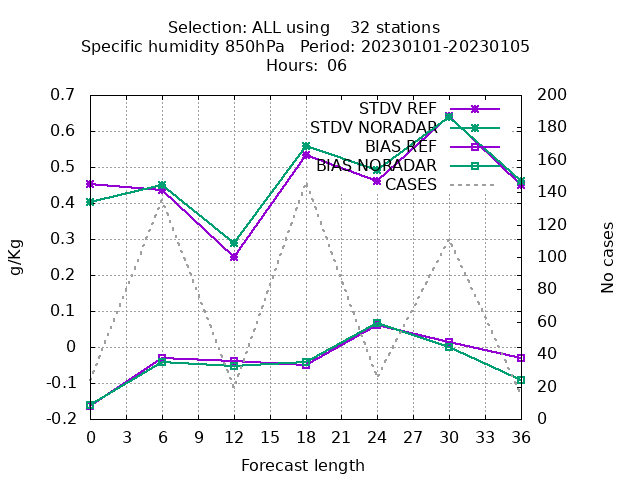 Selection: ALL using 32 stations
Specific humidity 850hPa Period: 20230101-20230105
Hours: 06
0.7
0.6
0.5
0.4
0.3
0.2
0.1
0
-0.1
-0.2
g/Kg
STDV REF
STDV NORADAR
BIAS REF
BIAS NORADAR
CASES
200
180
160
140
120
100
80
60
40
20
0
No cases
0 3 6 9 12 15 18 21 24 27 30 33 36
Forecast length